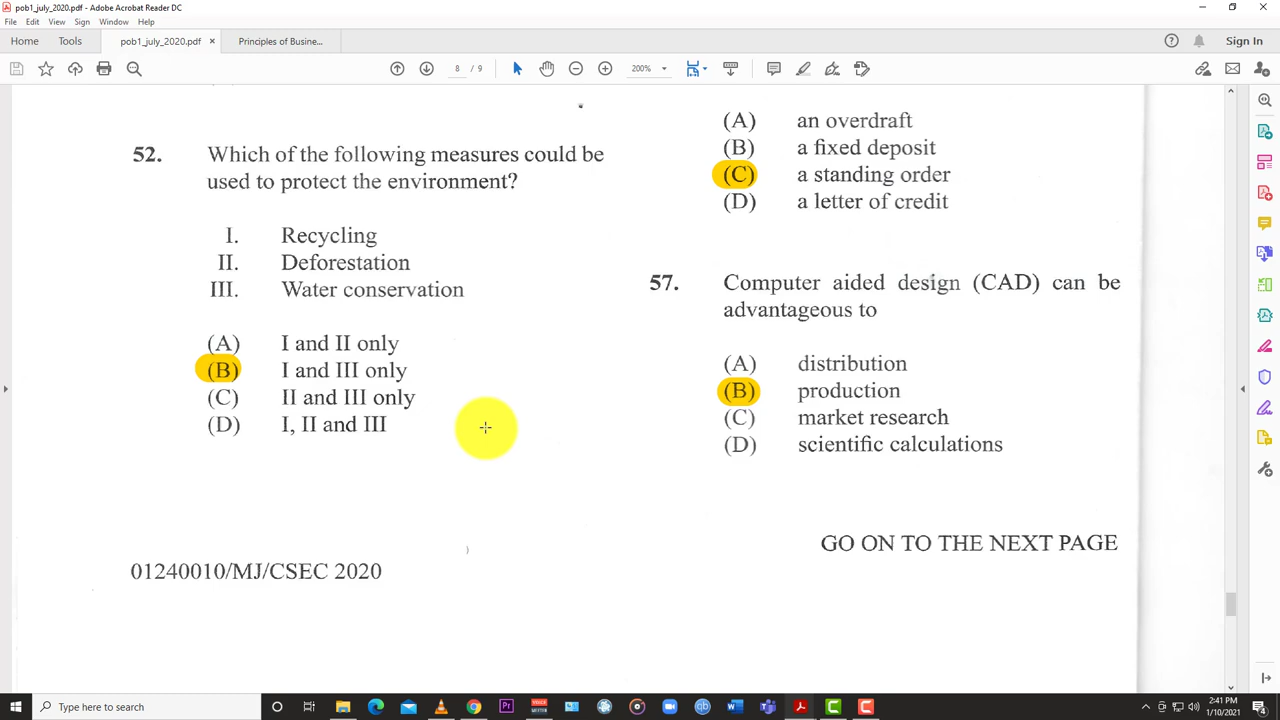 pob1_july_2020.pdf - Adobe Acrobat Reader DC
File Edit View Sign Window Help
Home Tools pob1_july_2020.pdf × Principles of Busine... Sign In
8 / 9 200%
52. Which of the following measures could be
used to protect the environment?
I. Recycling
II. Deforestation
III. Water conservation
(A) I and II only
(B) I and III only
(C) II and III only
(D) I, II and III
(A) an overdraft
(B) a fixed deposit
(C) a standing order
(D) a letter of credit
57. Computer aided design (CAD) can be
advantageous to
(A) distribution
(B) production
(C) market research
(D) scientific calculations
GO ON TO THE NEXT PAGE
01240010/MJ/CSEC 2020
Type here to search
2:41 PM
1/10/2021